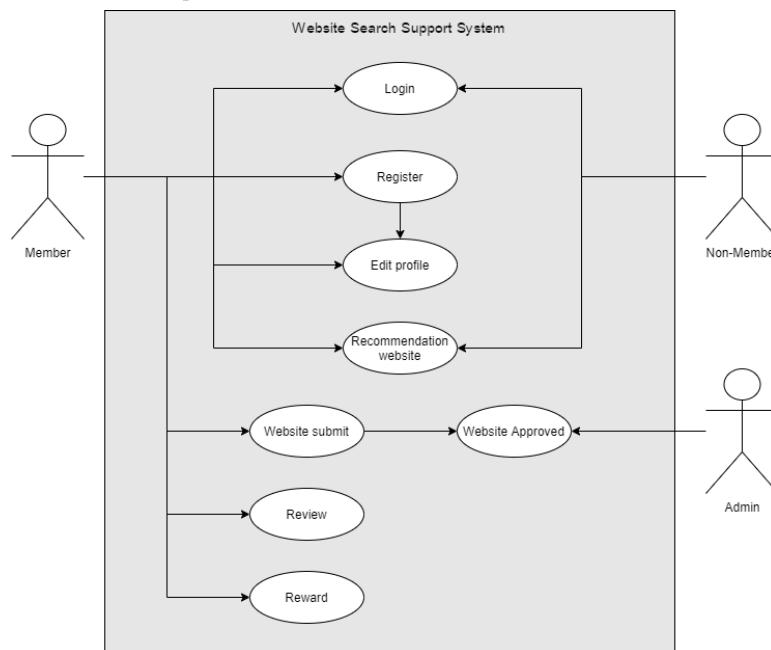 Website Search Support System
Login
Register
Member
Edit profile
Non-Member
Recommendation
website
Website submit
Website Approved
Review
Admin
Reward